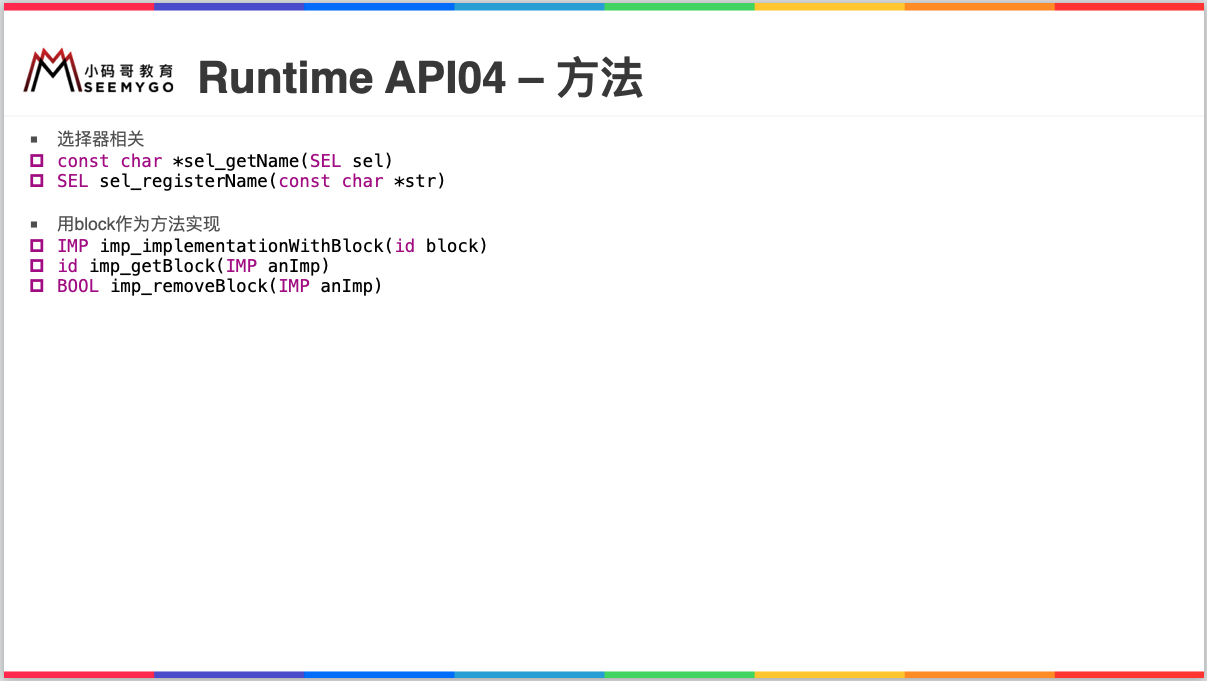 小码哥教育
SEEMYGO
Runtime API04 – 方法
选择器相关
const char *sel_getName(SEL sel)
SEL sel_registerName(const char *str)
用block作为方法实现
IMP imp_implementationWithBlock(id block)
id imp_getBlock(IMP anImp)
BOOL imp_removeBlock(IMP anImp)